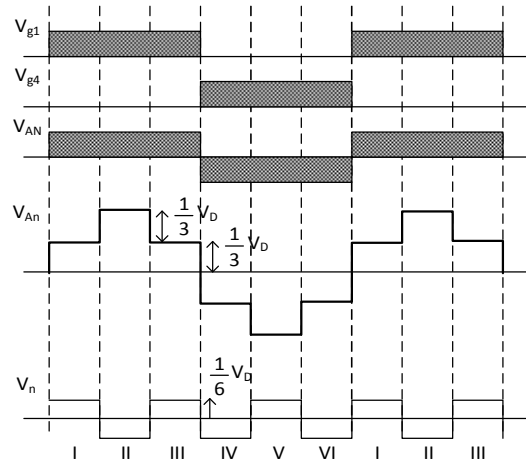 Vg1
Vg4
VAN
VAn
1/3 VD
1/3 VD
Vn
1/6 VD
I II III IV V VI I II III